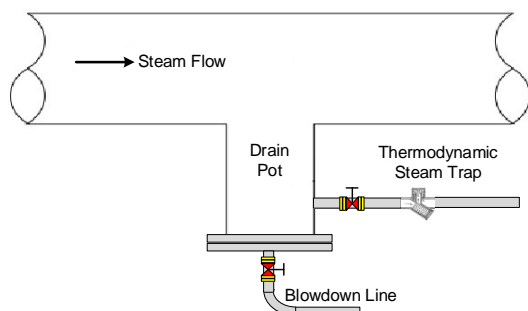 Steam Flow
Drain
Pot
Thermodynamic
Steam Trap
Blowdown Line